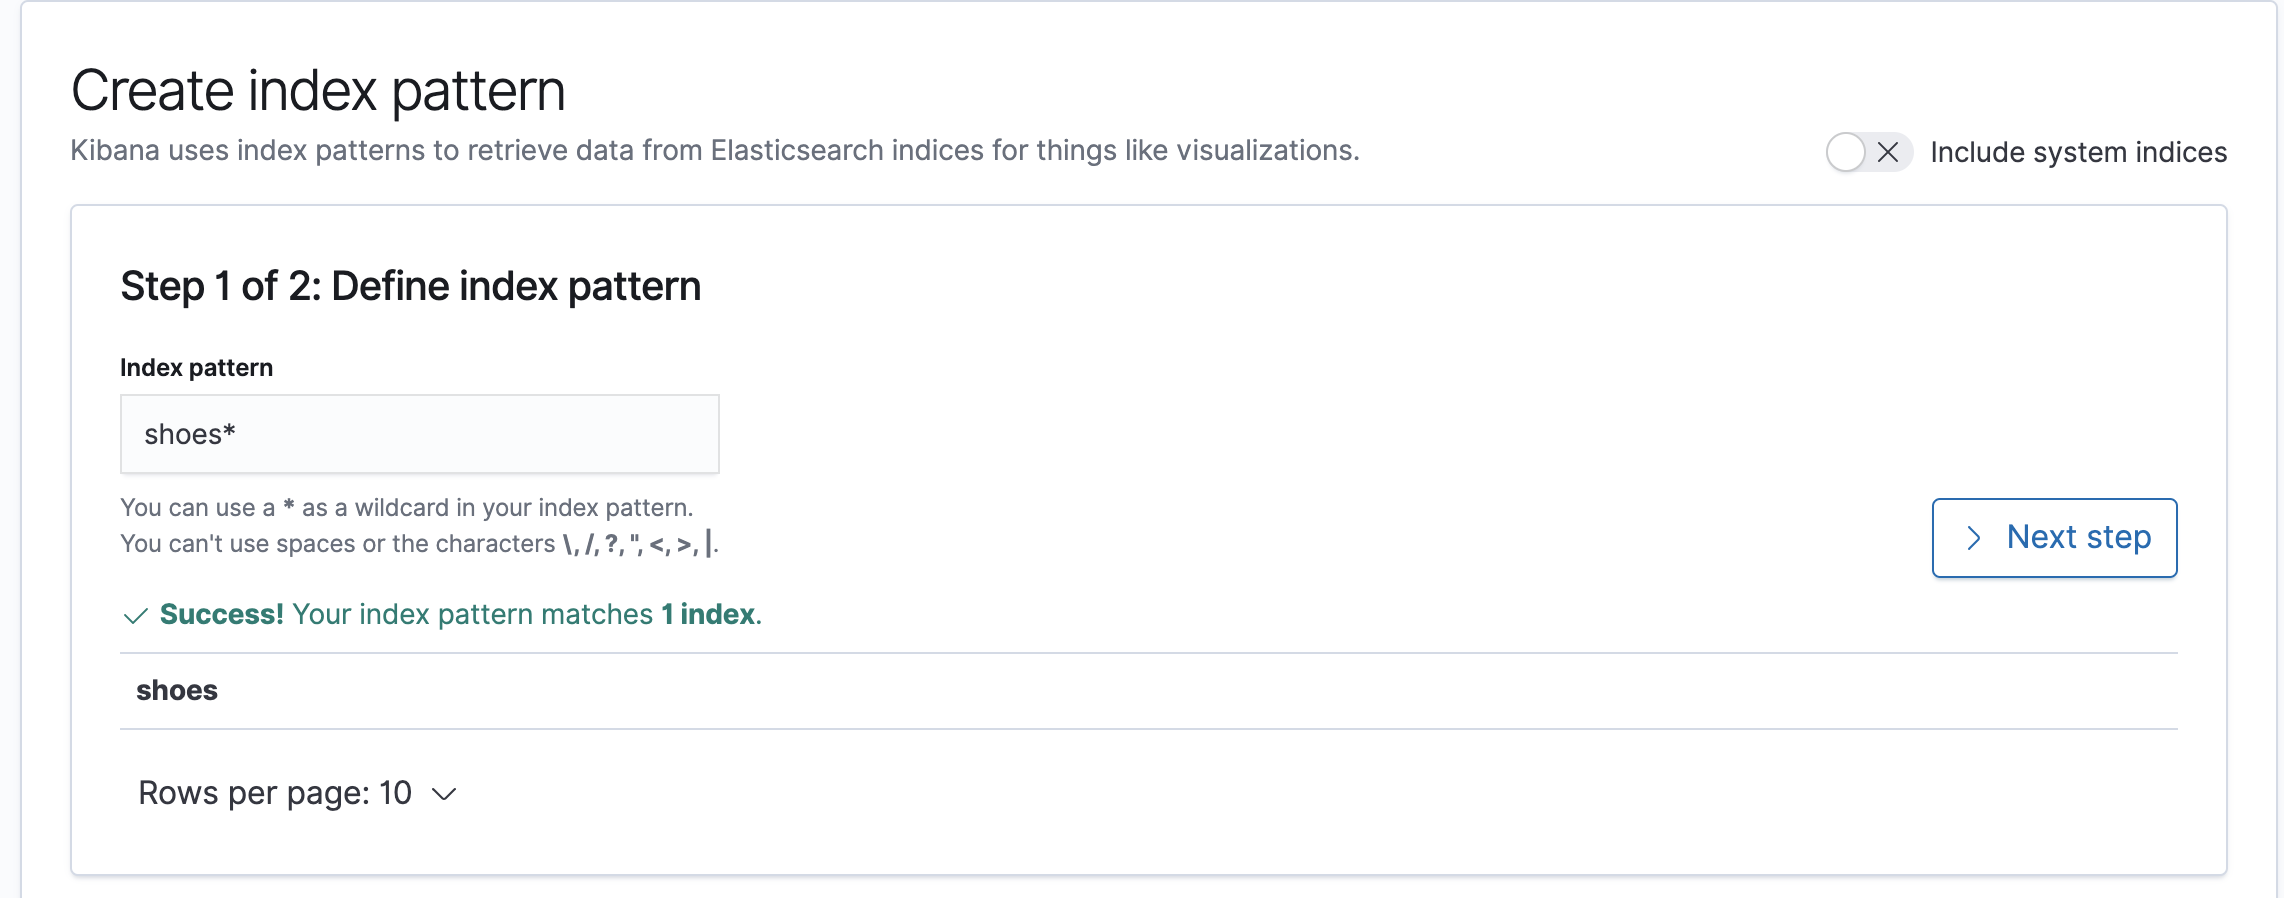 Create index pattern
Kibana uses index patterns to retrieve data from Elasticsearch indices for things like visualizations.
Include system indices
Step 1 of 2: Define index pattern
Index pattern
shoes*
You can use a * as a wildcard in your index pattern.
You can't use spaces or the characters \, /, ?, ", <, >, |.
Next step
Success! Your index pattern matches 1 index.
shoes
Rows per page: 10